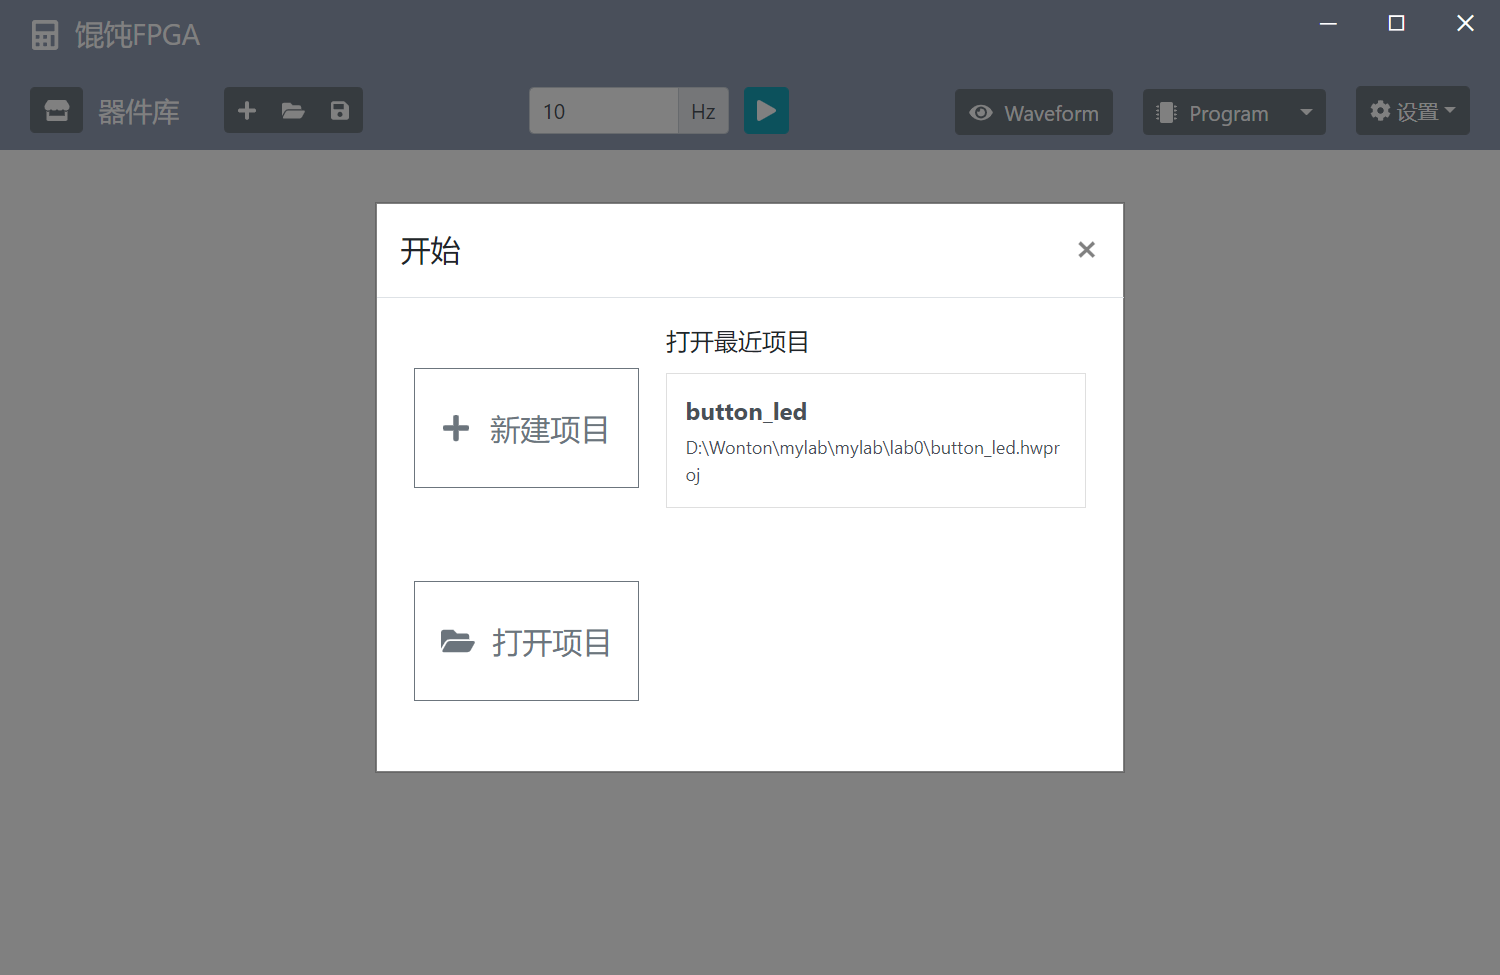 馄饨FPGA
器件库
10 Hz
Waveform
Program
设置
开始
打开最近项目
button_led
D:\Wonton\mylab\mylab\lab0\button_led.hwpr
oj
新建项目
打开项目